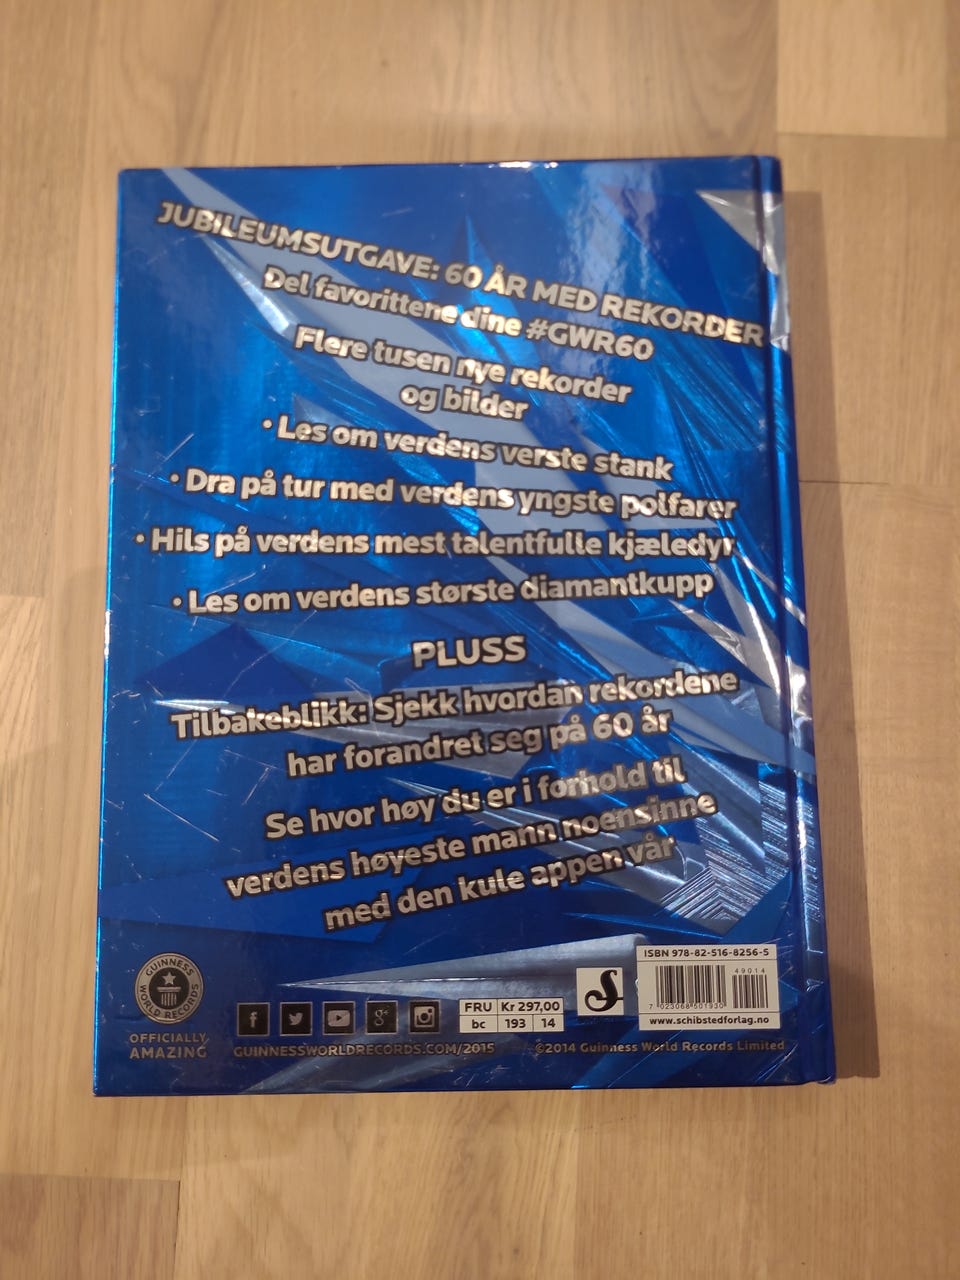 JUBILEUMSUTGAVE: 60 ÅR MED REKORDER
Del favorittene dine #GWR60
Flere tusen nye rekorder
og bilder
• Les om verdens verste stank
• Dra på tur med verdens yngste polfarer
• Hils på verdens mest talentfulle kjæledyr
• Les om verdens største diamantkupp
PLUSS
Tilbakeblikk: Sjekk hvordan rekordene
har forandret seg på 60 år
Se hvor høy du er i forhold til
verdens høyeste mann noensinne
med den kule appen vår
GUINNESS WORLD RECORDS
OFFICIALLY
AMAZING
f
g+
GUINNESSWORLDRECORDS.COM/2015
FRU Kr 297,00
bc 193 14
S
ISBN 978-82-516-8256-5
49014
7 023068 501930
www.schibstedforlag.no
©2014 Guinness World Records Limited